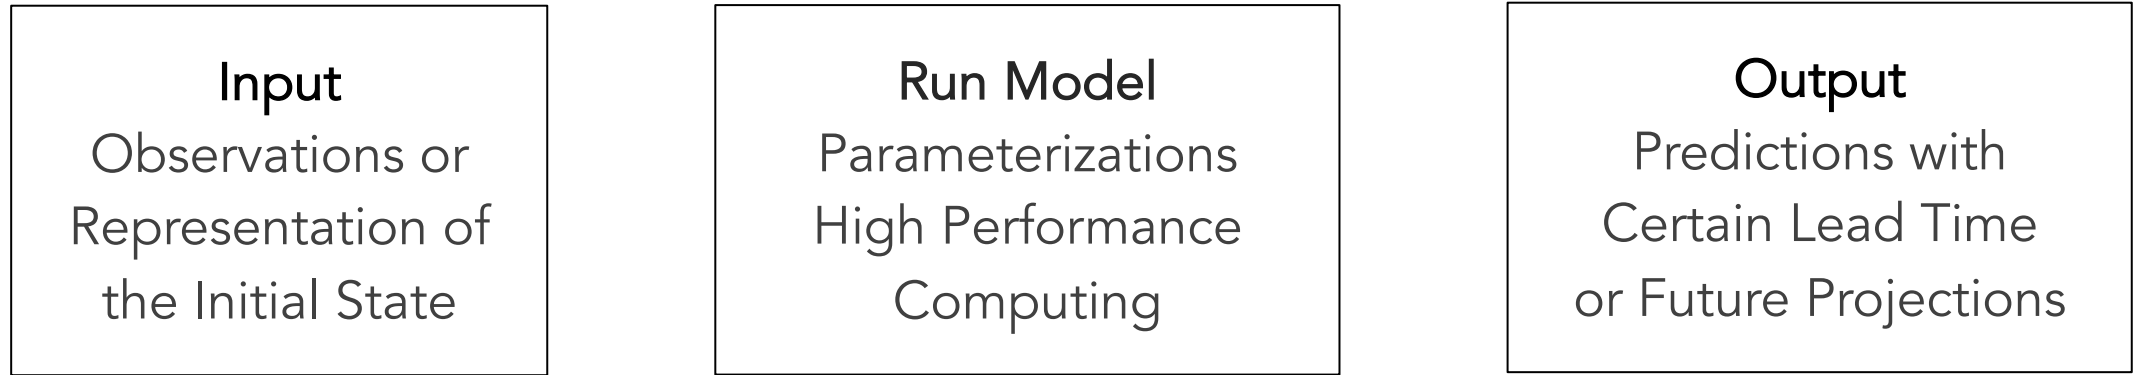 Input
Observations or
Representation of
the Initial State
Run Model
Parameterizations
High Performance
Computing
Output
Predictions with
Certain Lead Time
or Future Projections